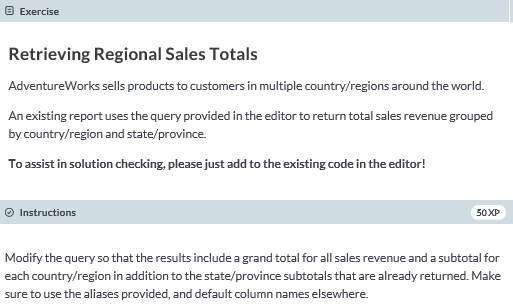 Exercise
Retrieving Regional Sales Totals
AdventureWorks sells products to customers in multiple country/regions around the world.
An existing report uses the query provided in the editor to return total sales revenue grouped
by country/region and state/province.
To assist in solution checking, please just add to the existing code in the editor!
Instructions
50 XP
Modify the query so that the results include a grand total for all sales revenue and a subtotal for
each country/region in addition to the state/province subtotals that are already returned. Make
sure to use the aliases provided, and default column names elsewhere.